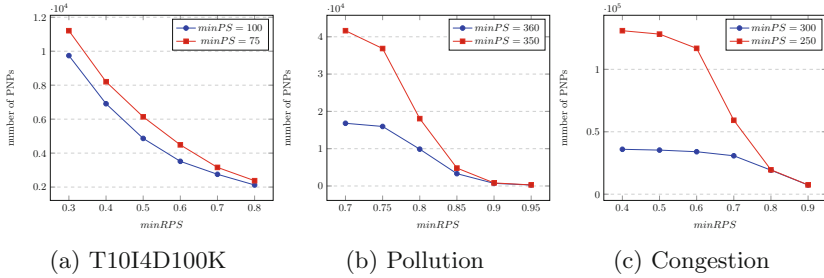 ·10⁴
1.2
1
0.8
0.6
0.4
0.2
number of PNPs
minPS = 100
minPS = 75
0.3 0.4 0.5 0.6 0.7 0.8
minRPS
(a) T10I4D100K
·10⁴
4
2
0
number of PNPs
minPS = 360
minPS = 350
0.7 0.75 0.8 0.85 0.9 0.95
minRPS
(b) Pollution
·10⁵
1
0.5
0
number of PNPs
minPS = 300
minPS = 250
0.4 0.5 0.6 0.7 0.8 0.9
minRPS
(c) Congestion